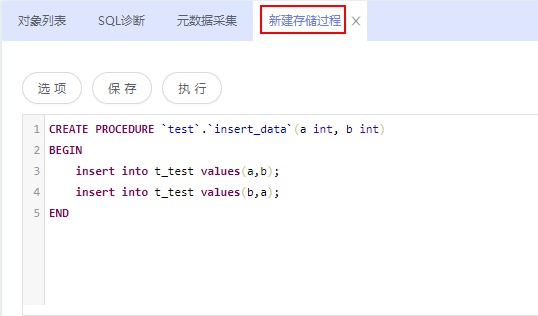 对象列表 SQL诊断 元数据采集 新建存储过程 ×
选项 保存 执行
1 CREATE PROCEDURE `test`.`insert_data`(a int, b int)
2 BEGIN
3 insert into t_test values(a,b);
4 insert into t_test values(b,a);
5 END